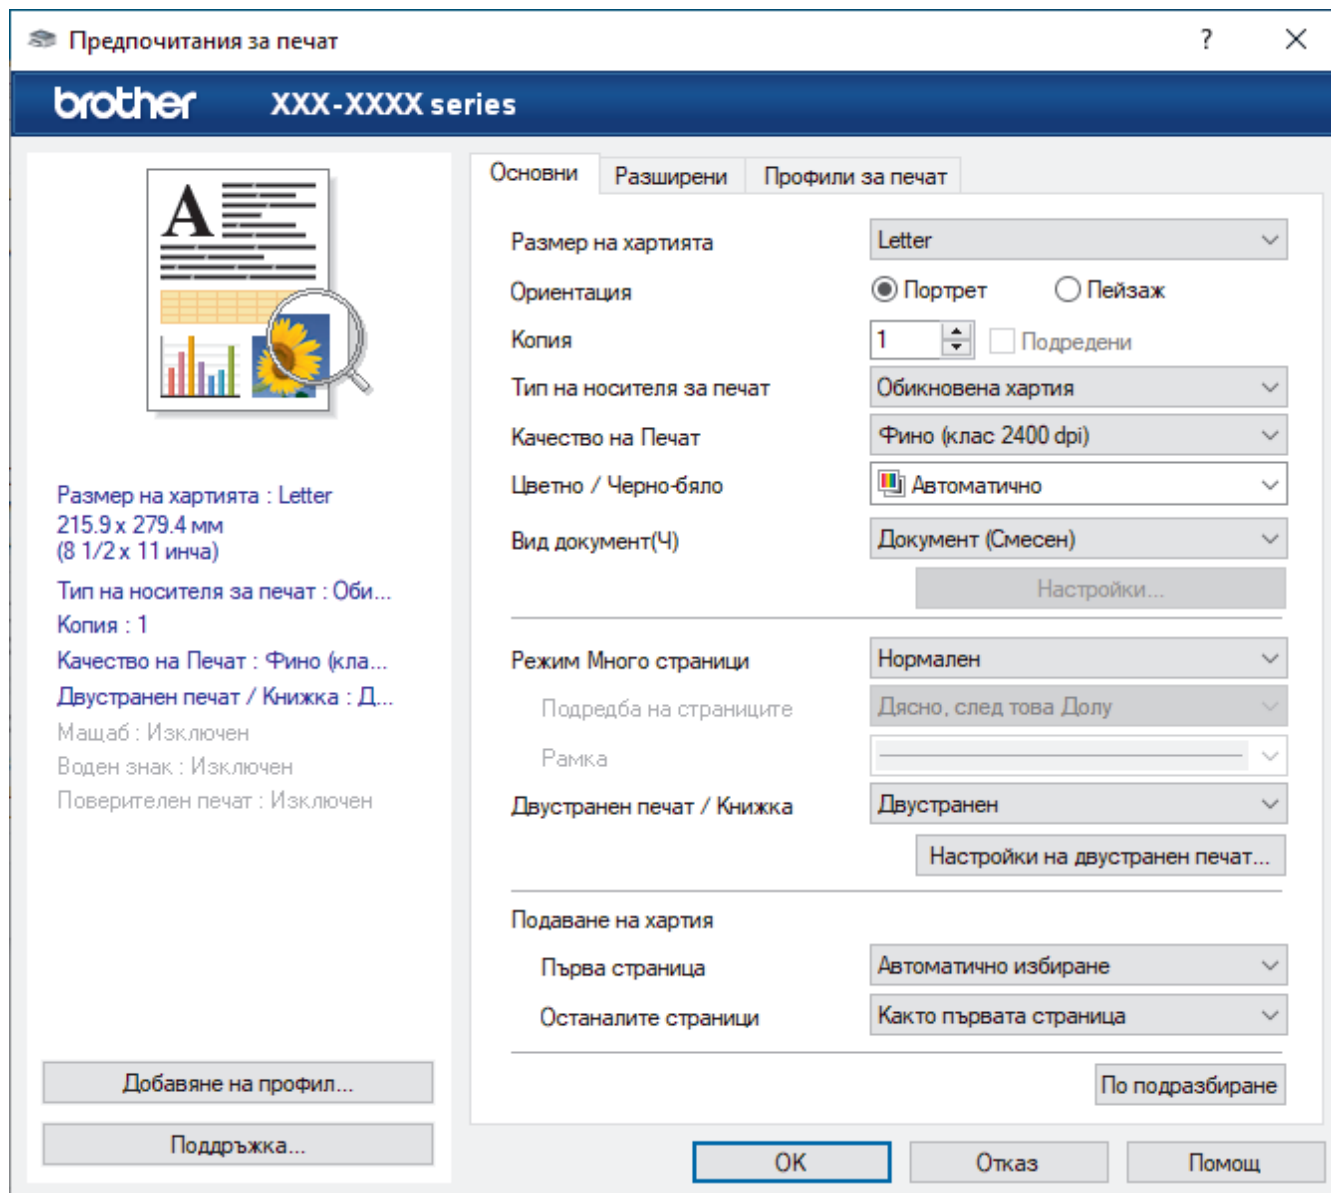 Предпочитания за печат
brother XXX-XXXX series
A
Размер на хартията : Letter
215.9 x 279.4 мм
(8 1/2 x 11 инча)
Тип на носителя за печат : Оби...
Копия : 1
Качество на Печат : Фино (кла...
Двустранен печат / Книжка : Д...
Мащаб : Изключен
Воден знак : Изключен
Поверителен печат : Изключен
Добавяне на профил...
Поддръжка...
Основни Разширени Профили за печат
Размер на хартията Letter
Ориентация Портрет Пейзаж
Копия 1 Подредени
Тип на носителя за печат Обикновена хартия
Качество на Печат Фино (клас 2400 dpi)
Цветно / Черно-бяло Автоматично
Вид документ(Ч) Документ (Смесен)
Настройки...
Режим Много страници Нормален
Подредба на страниците Дясно, след това Долу
Рамка
Двустранен печат / Книжка Двустранен
Настройки на двустранен печат...
Подаване на хартия
Първа страница Автоматично избиране
Останалите страници Както първата страница
По подразбиране
OK Отказ Помощ